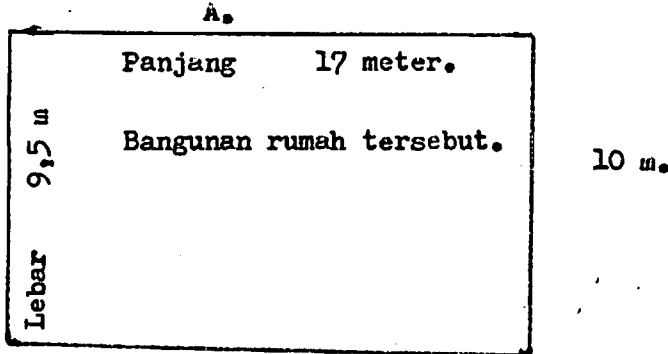 A.
Panjang 17 meter.
Bangunan rumah tersebut.
Lebar 9,5 m
10 m.